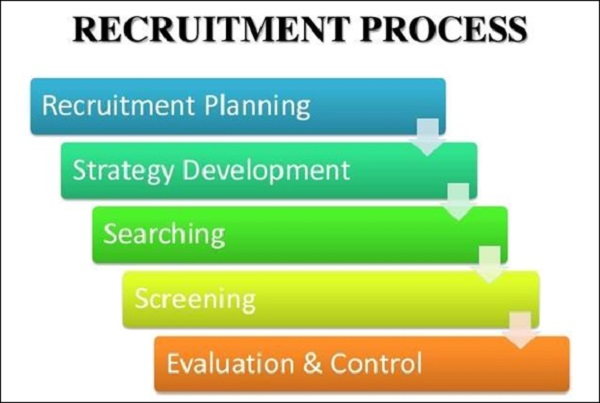 RECRUITMENT PROCESS
Recruitment Planning
Strategy Development
Searching
Screening
Evaluation & Control